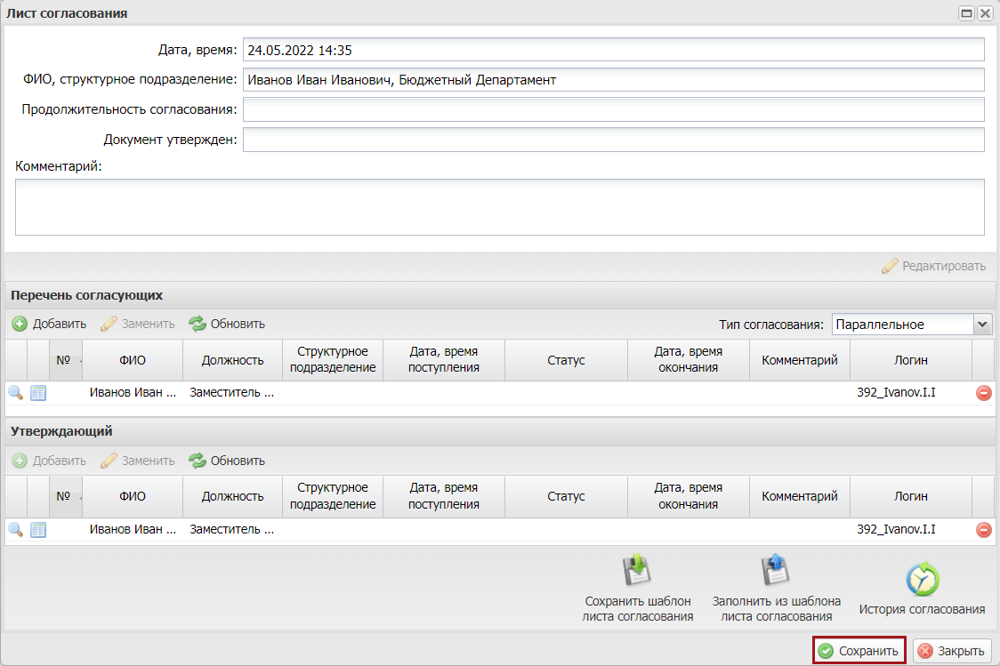 Лист согласования
Дата, время: 24.05.2022 14:35
ФИО, структурное подразделение: Иванов Иван Иванович, Бюджетный Департамент
Продолжительность согласования:
Документ утвержден:
Комментарий:
Редактировать
Перечень согласующих
Добавить Заменить Обновить Тип согласования: Параллельное
№ ФИО Должность Структурное подразделение Дата, время поступления Статус Дата, время окончания Комментарий Логин
Иванов Иван ... Заместитель ... 392_Ivanov.I.I
Утверждающий
Добавить Заменить Обновить
№ ФИО Должность Структурное подразделение Дата, время поступления Статус Дата, время окончания Комментарий Логин
Иванов Иван ... Заместитель ... 392_Ivanov.I.I
Сохранить шаблон листа согласования
Заполнить из шаблона листа согласования
История согласования
Сохранить Закрыть